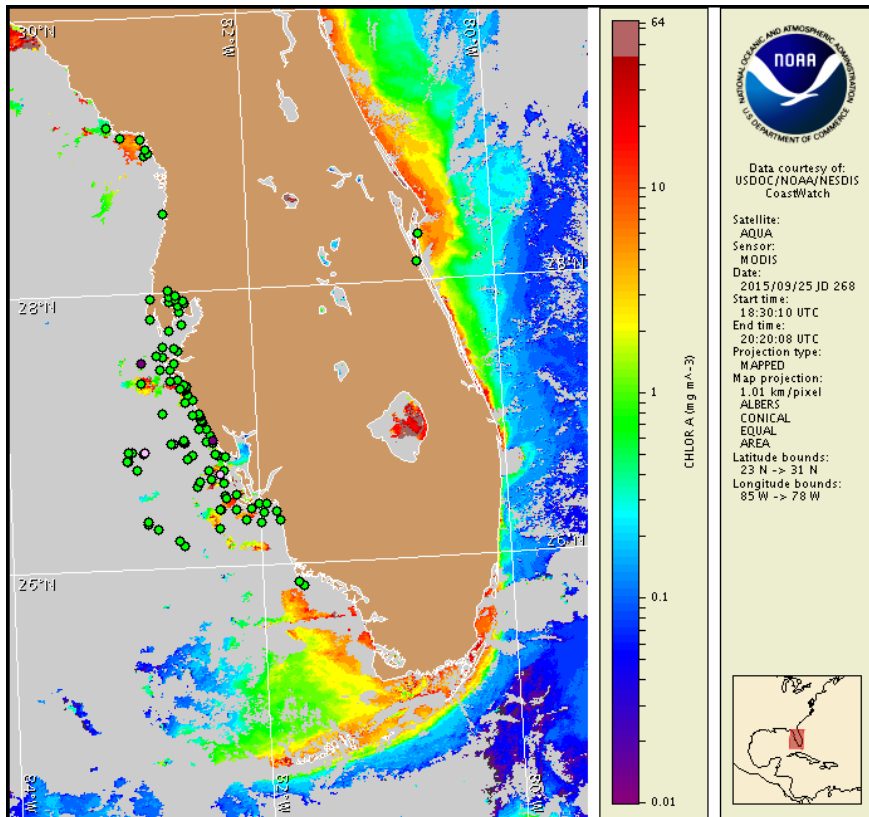 30°N
82°W
80°W
28°N
28°N
26°N
26°N
84°W
82°W
80°W
64
10
1
0.1
0.01
CHLOR A (mg m^-3)
NATIONAL OCEANIC AND ATMOSPHERIC ADMINISTRATION
NOAA
U.S. DEPARTMENT OF COMMERCE
Data courtesy of:
USDOC/NOAA/NESDIS
CoastWatch
Satellite:
AQUA
Sensor:
MODIS
Date:
2015/09/25 JD 268
Start time:
18:30:10 UTC
End time:
20:20:08 UTC
Projection type:
MAPPED
Map projection:
1.01 km/pixel
ALBERS
CONICAL
EQUAL
AREA
Latitude bounds:
23 N -> 31 N
Longitude bounds:
85 W -> 78 W